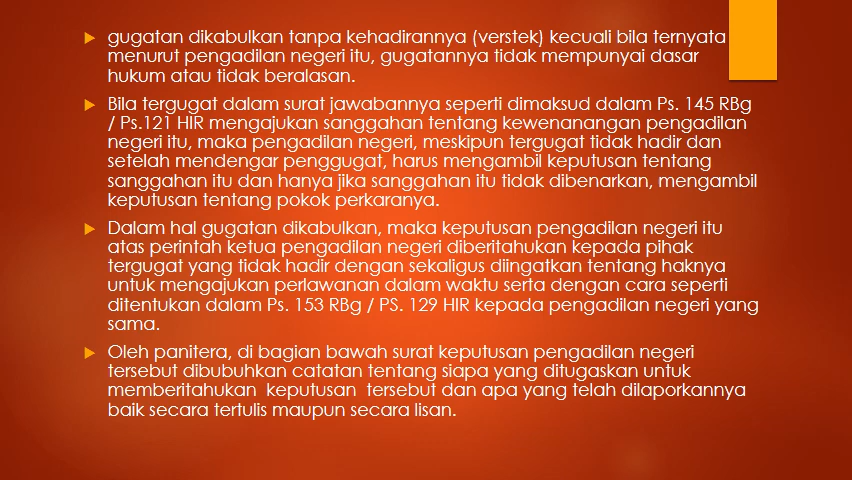 gugatan dikabulkan tanpa kehadirannya (verstek) kecuali bila ternyata
menurut pengadilan negeri itu, gugatannya tidak mempunyai dasar
hukum atau tidak beralasan.
Bila tergugat dalam surat jawabannya seperti dimaksud dalam Ps. 145 RBg
/ Ps.121 HIR mengajukan sanggahan tentang kewenanangan pengadilan
negeri itu, maka pengadilan negeri, meskipun tergugat tidak hadir dan
setelah mendengar penggugat, harus mengambil keputusan tentang
sanggahan itu dan hanya jika sanggahan itu tidak dibenarkan, mengambil
keputusan tentang pokok perkaranya.
Dalam hal gugatan dikabulkan, maka keputusan pengadilan negeri itu
atas perintah ketua pengadilan negeri diberitahukan kepada pihak
tergugat yang tidak hadir dengan sekaligus diingatkan tentang haknya
untuk mengajukan perlawanan dalam waktu serta dengan cara seperti
ditentukan dalam Ps. 153 RBg / PS. 129 HIR kepada pengadilan negeri yang
sama.
Oleh panitera, di bagian bawah surat keputusan pengadilan negeri
tersebut dibubuhkan catatan tentang siapa yang ditugaskan untuk
memberitahukan keputusan tersebut dan apa yang telah dilaporkannya
baik secara tertulis maupun secara lisan.